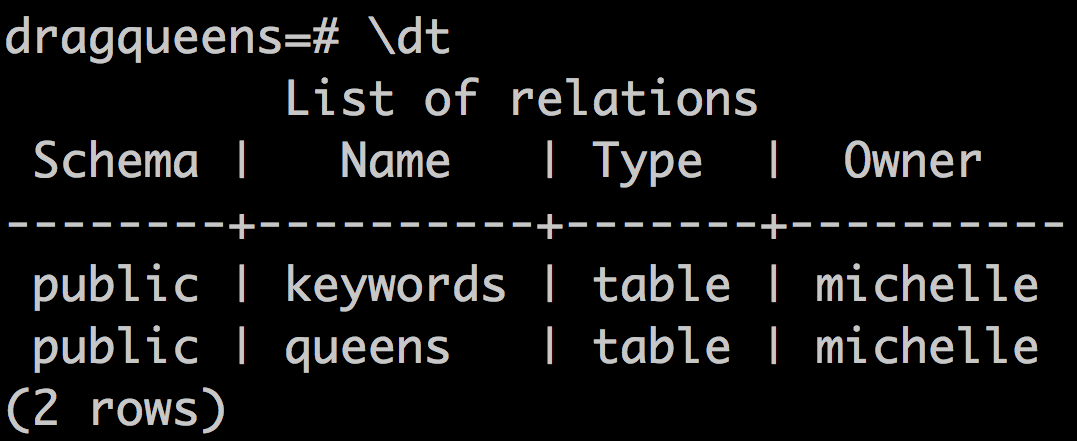 dragqueens=# \dt
          List of relations
 Schema |   Name   | Type  |  Owner
--------+----------+-------+----------
 public | keywords | table | michelle
 public | queens   | table | michelle
(2 rows)